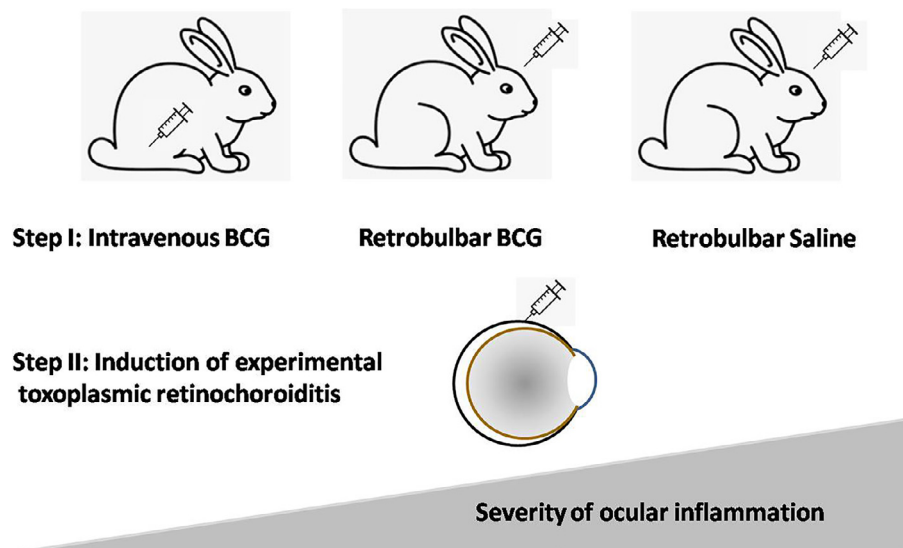 Step I: Intravenous BCG
Retrobulbar BCG
Retrobulbar Saline
Step II: Induction of experimental
toxoplasmic retinochoroiditis
Severity of ocular inflammation